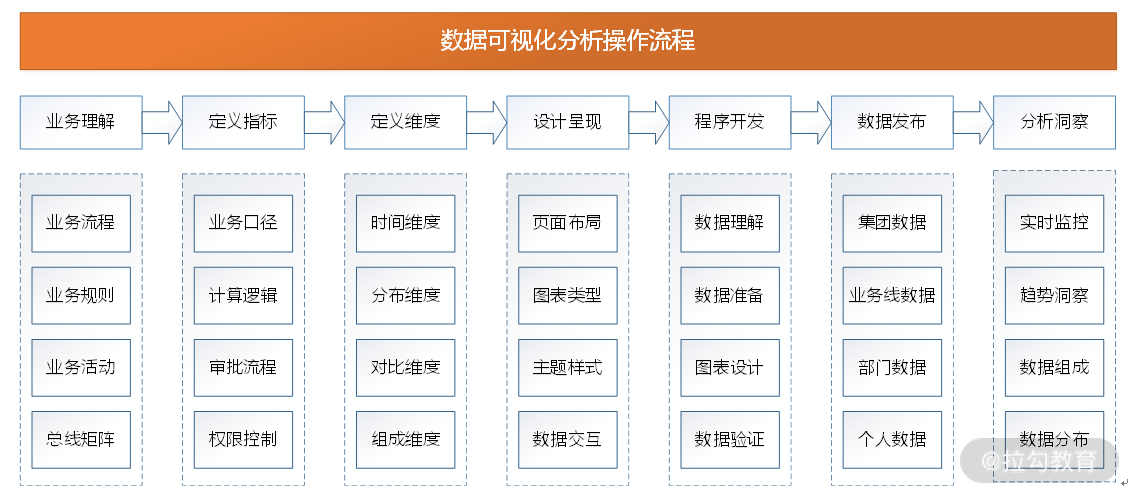 数据可视化分析操作流程
业务理解
定义指标
定义维度
设计呈现
程序开发
数据发布
分析洞察
业务流程
业务口径
时间维度
页面布局
数据理解
集团数据
实时监控
业务规则
计算逻辑
分布维度
图表类型
数据准备
业务线数据
趋势洞察
业务活动
审批流程
对比维度
主题样式
图表设计
部门数据
数据组成
总线矩阵
权限控制
组成维度
数据交互
数据验证
个人数据
数据分布
@拉勾教育